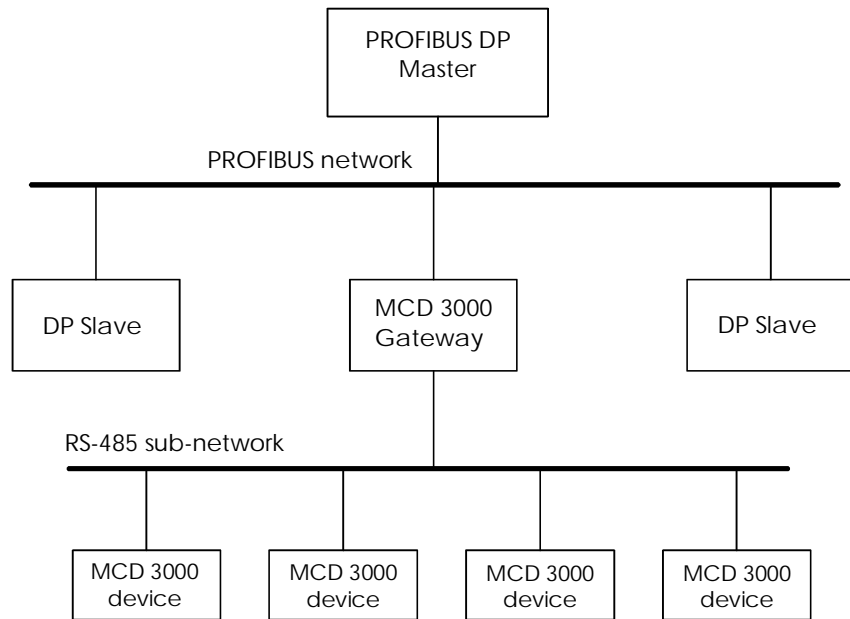 PROFIBUS DP
Master
PROFIBUS network
DP Slave
MCD 3000
Gateway
DP Slave
RS-485 sub-network
MCD 3000
device
MCD 3000
device
MCD 3000
device
MCD 3000
device